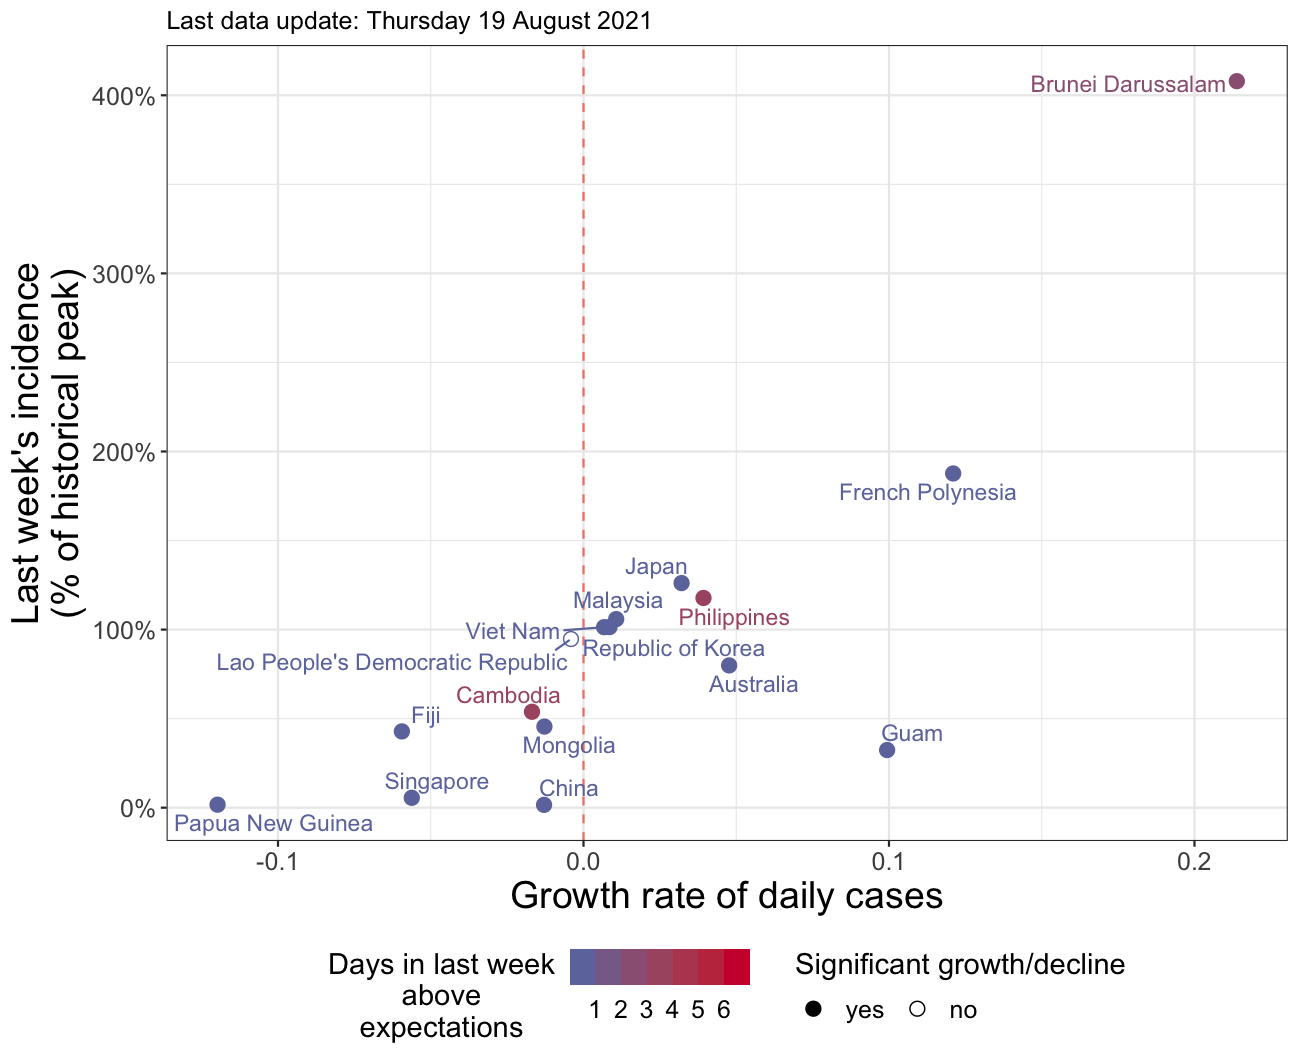 Last data update: Thursday 19 August 2021
Last week's incidence
(% of historical peak)
400%
300%
200%
100%
0%
Brunei Darussalam
French Polynesia
Japan
Malaysia
Philippines
Viet Nam
Republic of Korea
Lao People's Democratic Republic
Australia
Cambodia
Fiji
Guam
Mongolia
Singapore
China
Papua New Guinea
-0.1
0.0
0.1
0.2
Growth rate of daily cases
Days in last week
above
expectations
1 2 3 4 5 6
Significant growth/decline
yes
no